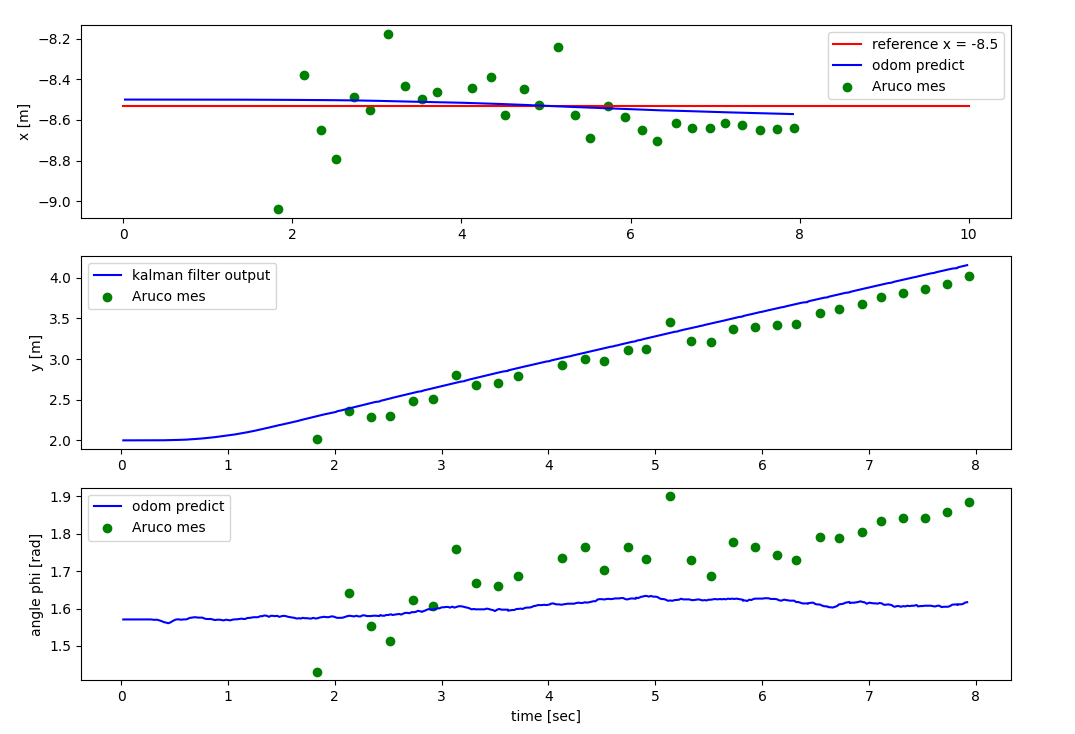 −8.2
−8.4
−8.6
−8.8
−9.0
x [m]
reference x = -8.5
odom predict
Aruco mes
0 2 4 6 8 10
4.0
3.5
3.0
2.5
2.0
y [m]
kalman filter output
Aruco mes
0 1 2 3 4 5 6 7 8
1.9
1.8
1.7
1.6
1.5
angle phi [rad]
odom predict
Aruco mes
0 1 2 3 4 5 6 7 8
time [sec]